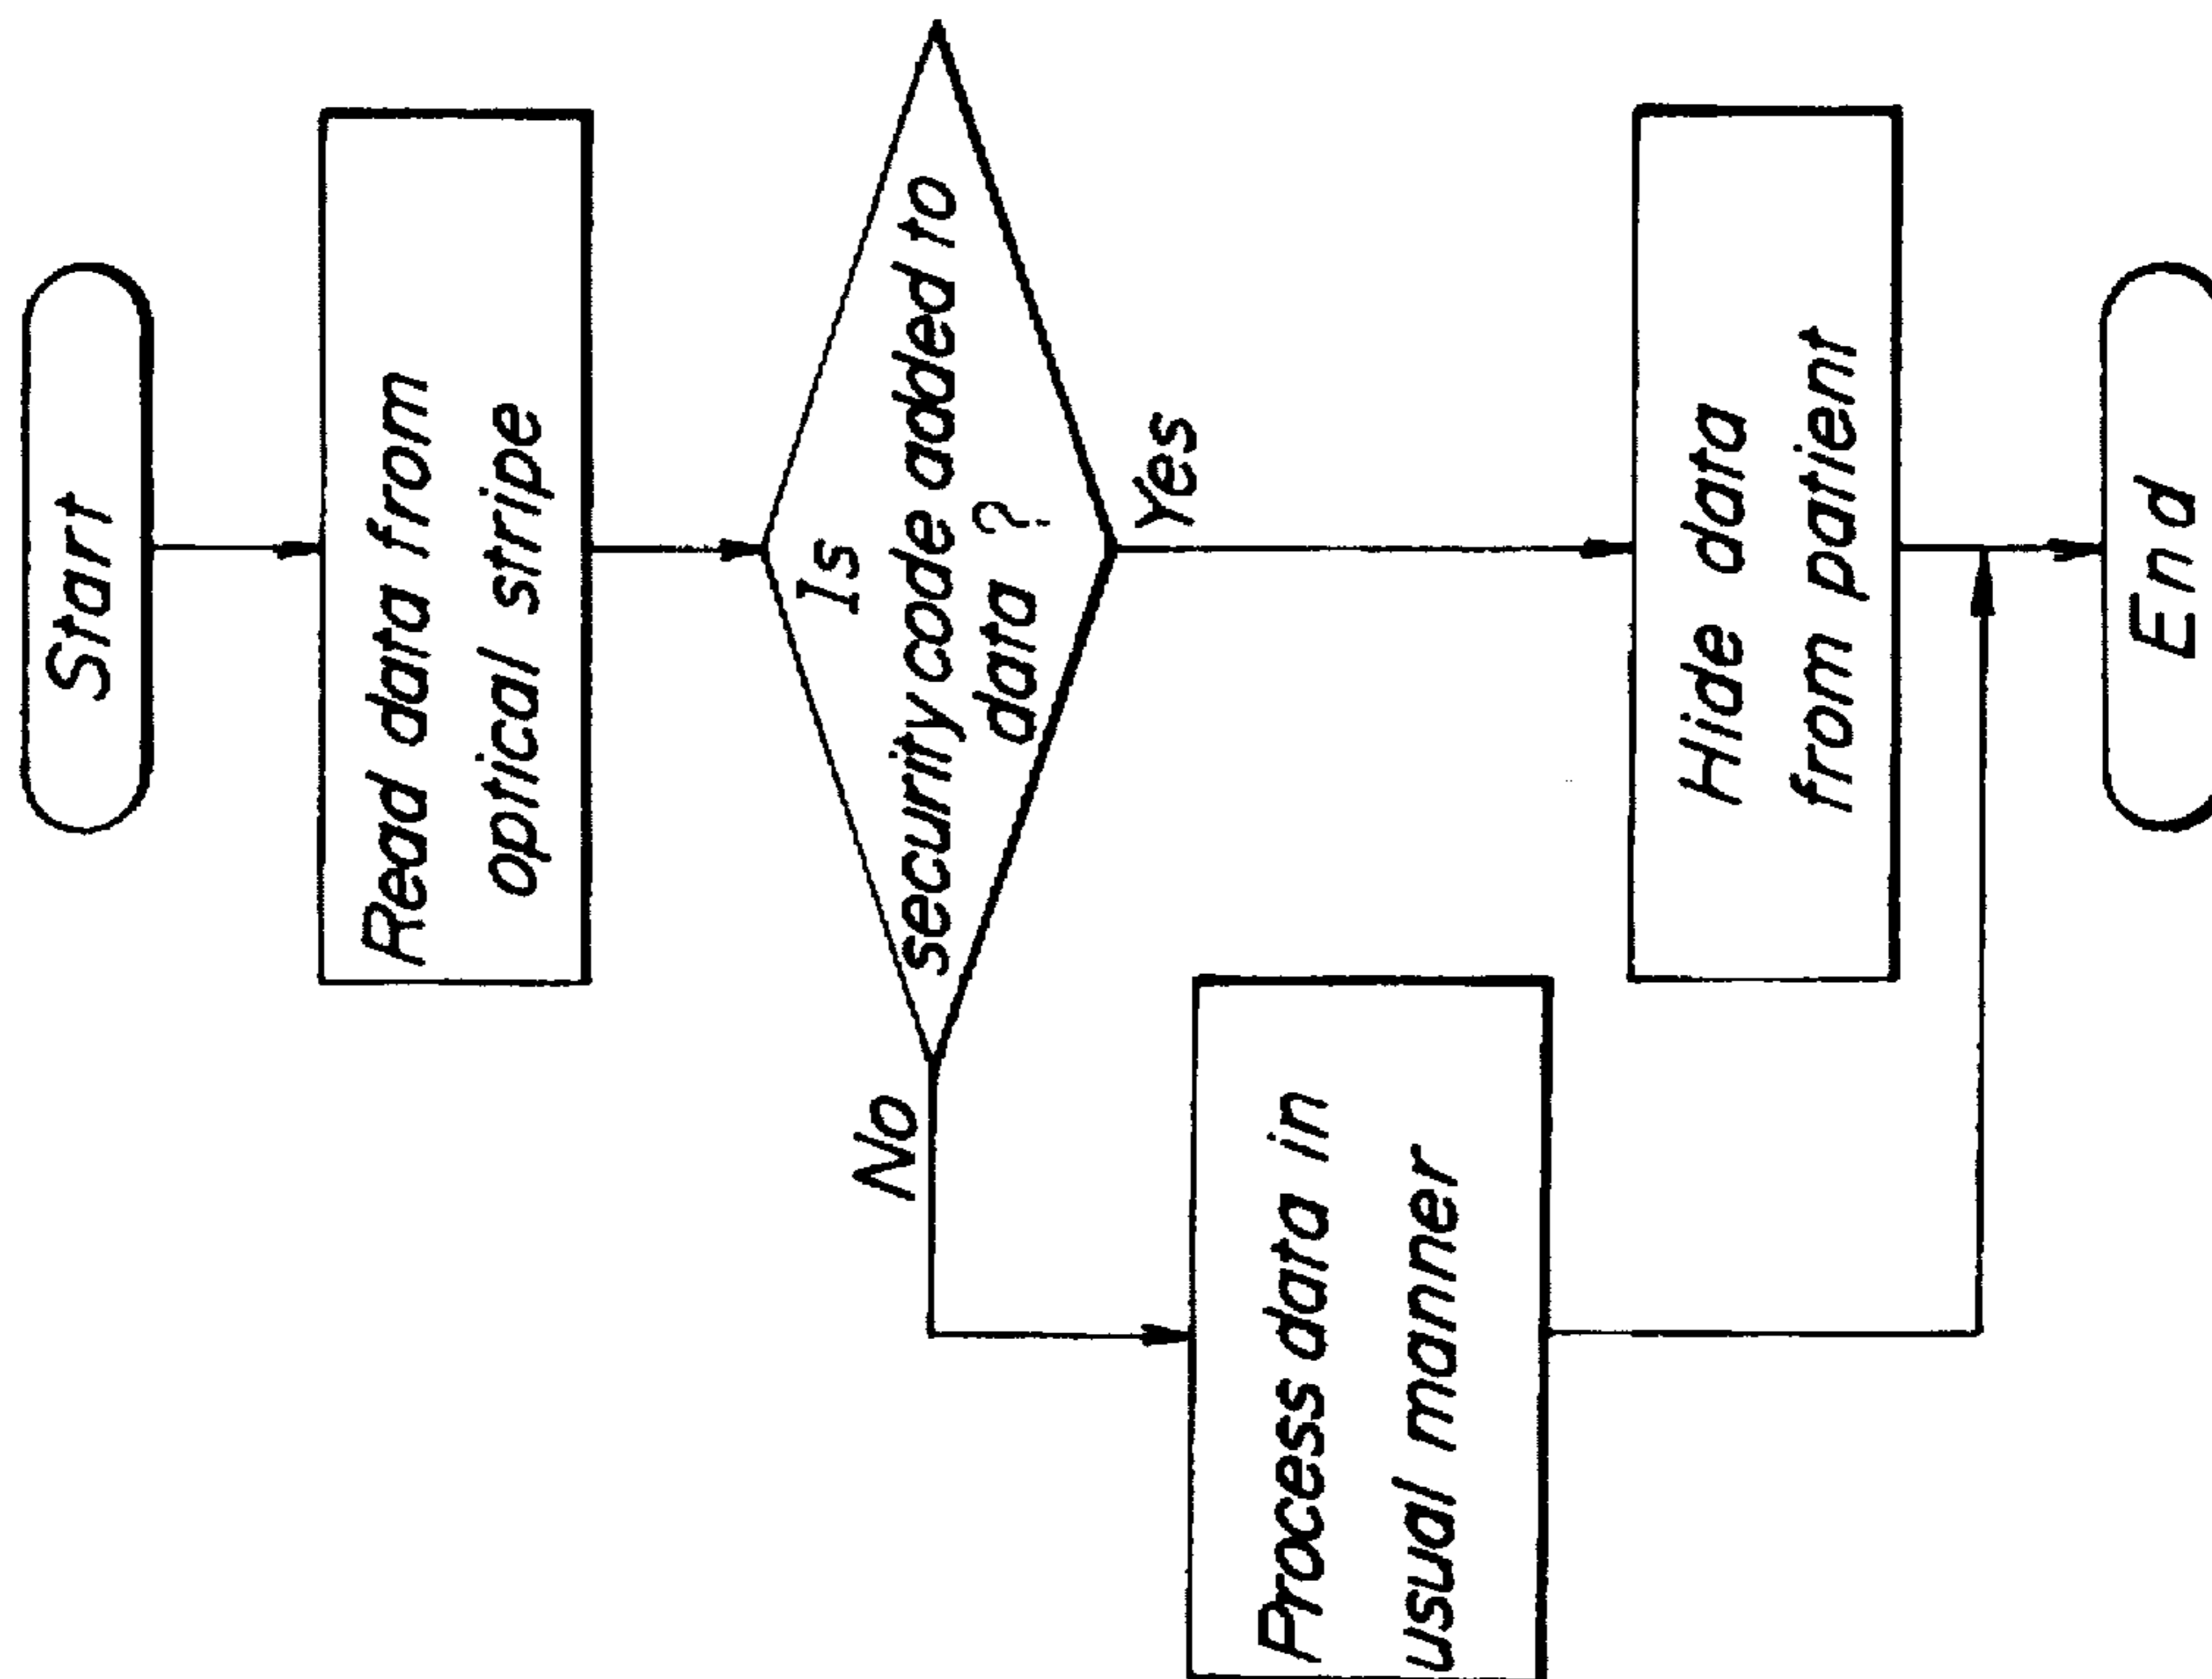 Start
Read data from
optical stripe
Is
security code added to
data ?
No
Yes
Process data in
usual manner
Hide data
from patient
End